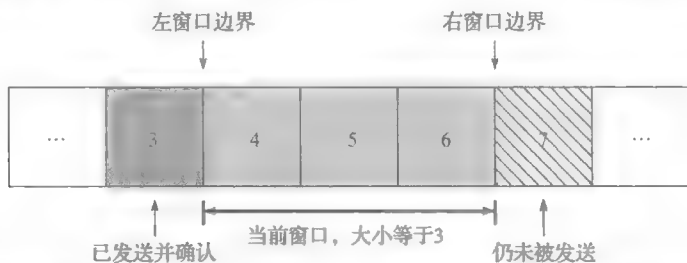 左窗口边界 右窗口边界
… 3 4 5 6 7 …
当前窗口，大小等于3
已发送并确认 仍未被发送